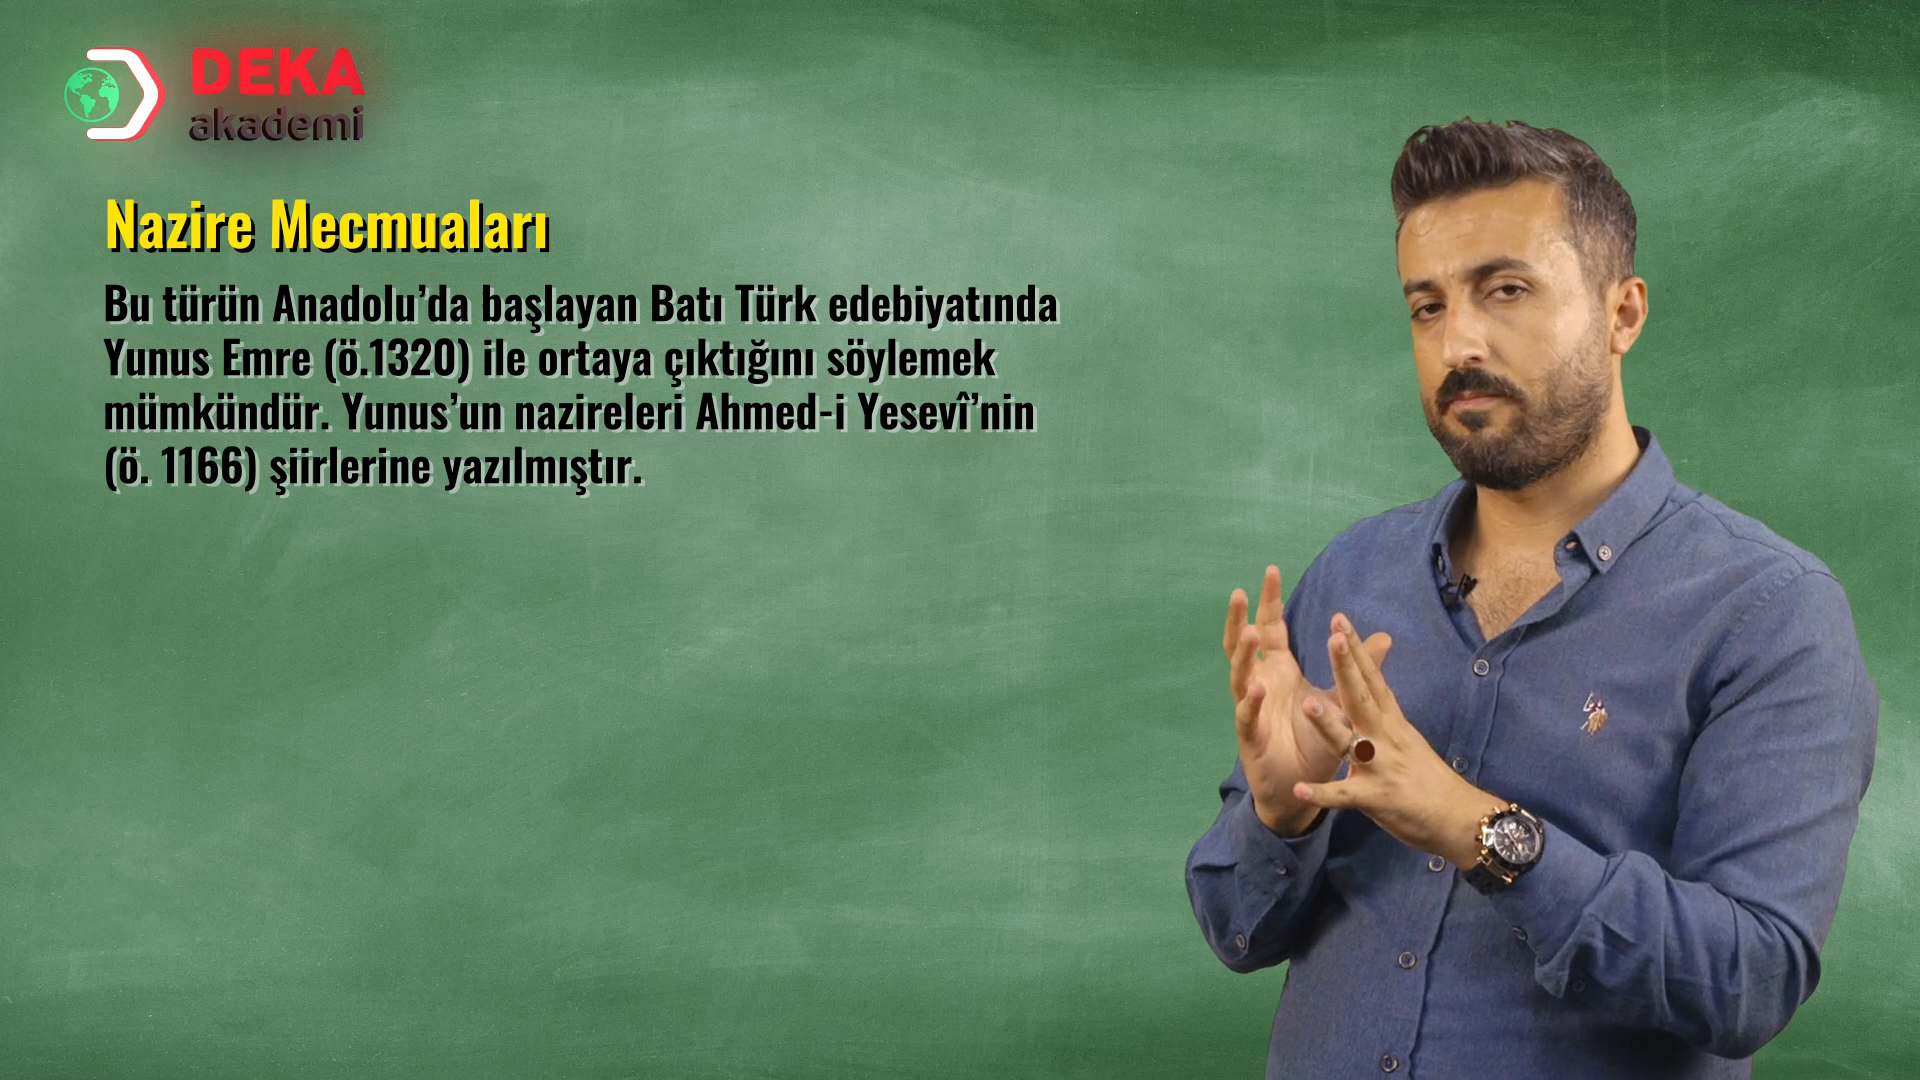 DEKA
akademi
Nazire Mecmuaları
Bu türün Anadolu’da başlayan Batı Türk edebiyatında
Yunus Emre (ö.1320) ile ortaya çıktığını söylemek
mümkündür. Yunus’un nazireleri Ahmed-i Yesevî’nin
(ö. 1166) şiirlerine yazılmıştır.